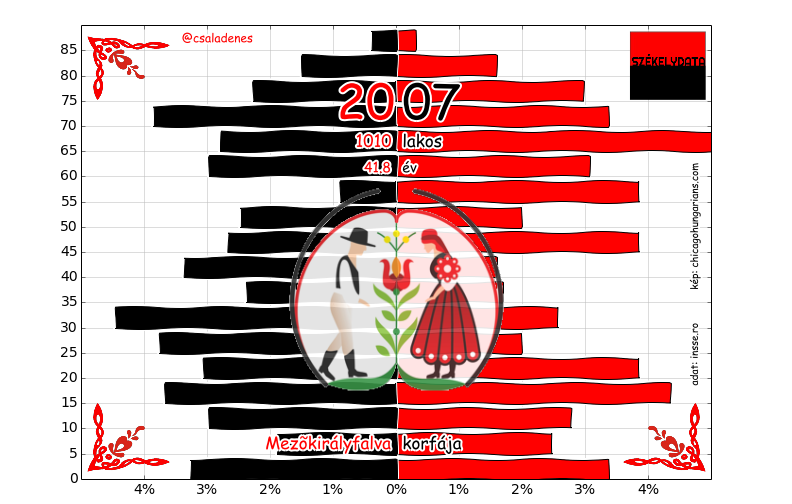 @csaladenes
SZÉKELYDATA
2007
1010 lakos
41.8 év
kép: chicagohungarians.com
adat: insse.ro
Mezőkirályfalva korfája
85
80
75
70
65
60
55
50
45
40
35
30
25
20
15
10
5
0
4% 3% 2% 1% 0% 1% 2% 3% 4%